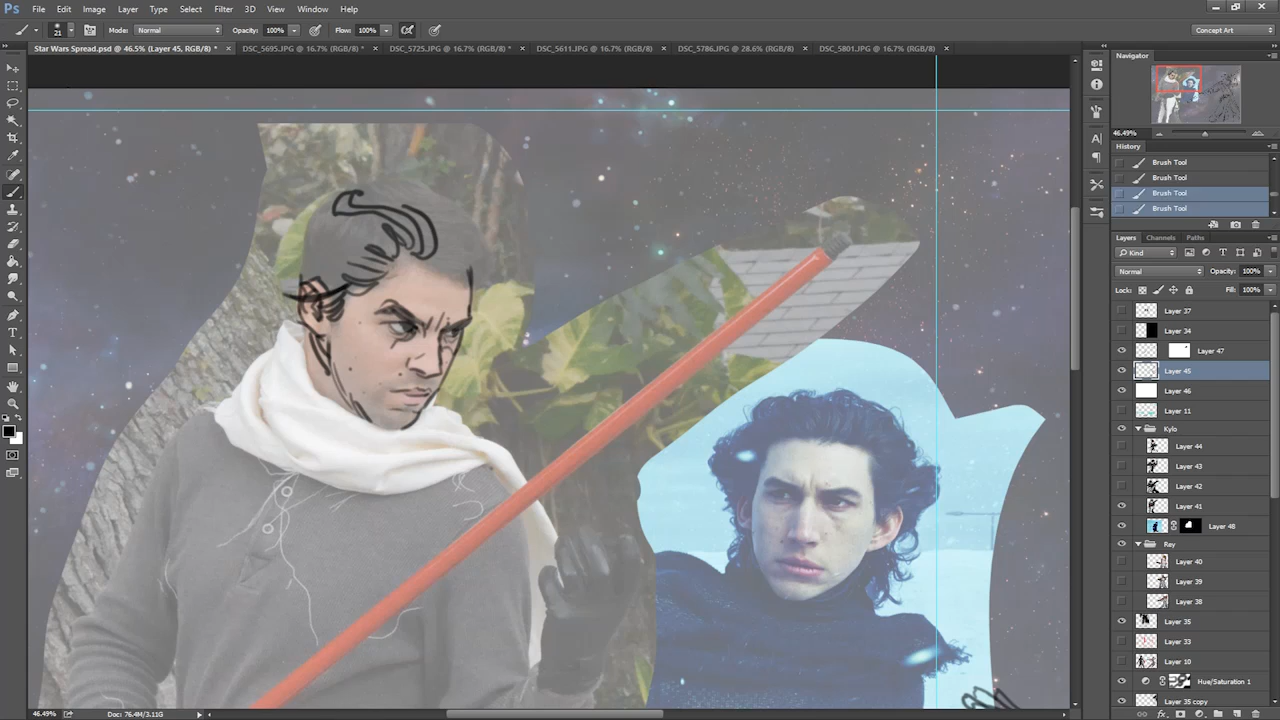 Ps File Edit Image Layer Type Select Filter 3D View Window Help
21 Mode: Normal Opacity: 100% Flow: 100% Concept Art
Star Wars Spread.psd @ 46.5% (Layer 45, RGB/8) * × DSC_5695.JPG @ 16.7% (RGB/8) * × DSC_5725.JPG @ 16.7% (RGB/8) * × DSC_5611.JPG @ 16.7% (RGB/8) × DSC_5786.JPG @ 28.6% (RGB/8) × DSC_5801.JPG @ 16.7% (RGB/8) ×
Navigator
46.49%
History
Brush Tool
Brush Tool
Brush Tool
Brush Tool
Layers Channels Paths
Kind
Normal Opacity: 100%
Lock: Fill: 100%
Layer 37
Layer 34
Layer 47
Layer 45
Layer 46
Layer 11
Kylo
Layer 44
Layer 43
Layer 42
Layer 41
Layer 48
Rey
Layer 40
Layer 39
Layer 38
Layer 35
Layer 33
Layer 10
Hue/Saturation 1
Layer 35 copy
46.49% Doc: 76.4M/3.11G